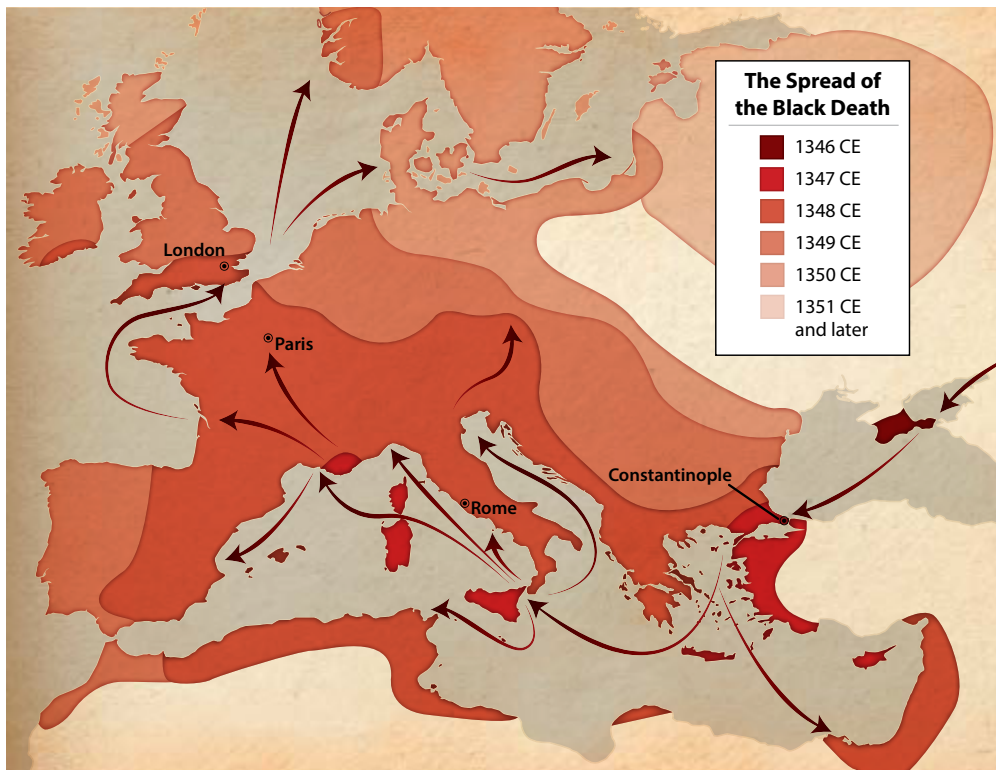 The Spread of
the Black Death
1346 CE
1347 CE
1348 CE
1349 CE
1350 CE
1351 CE
and later
London
Paris
Constantinople
Rome